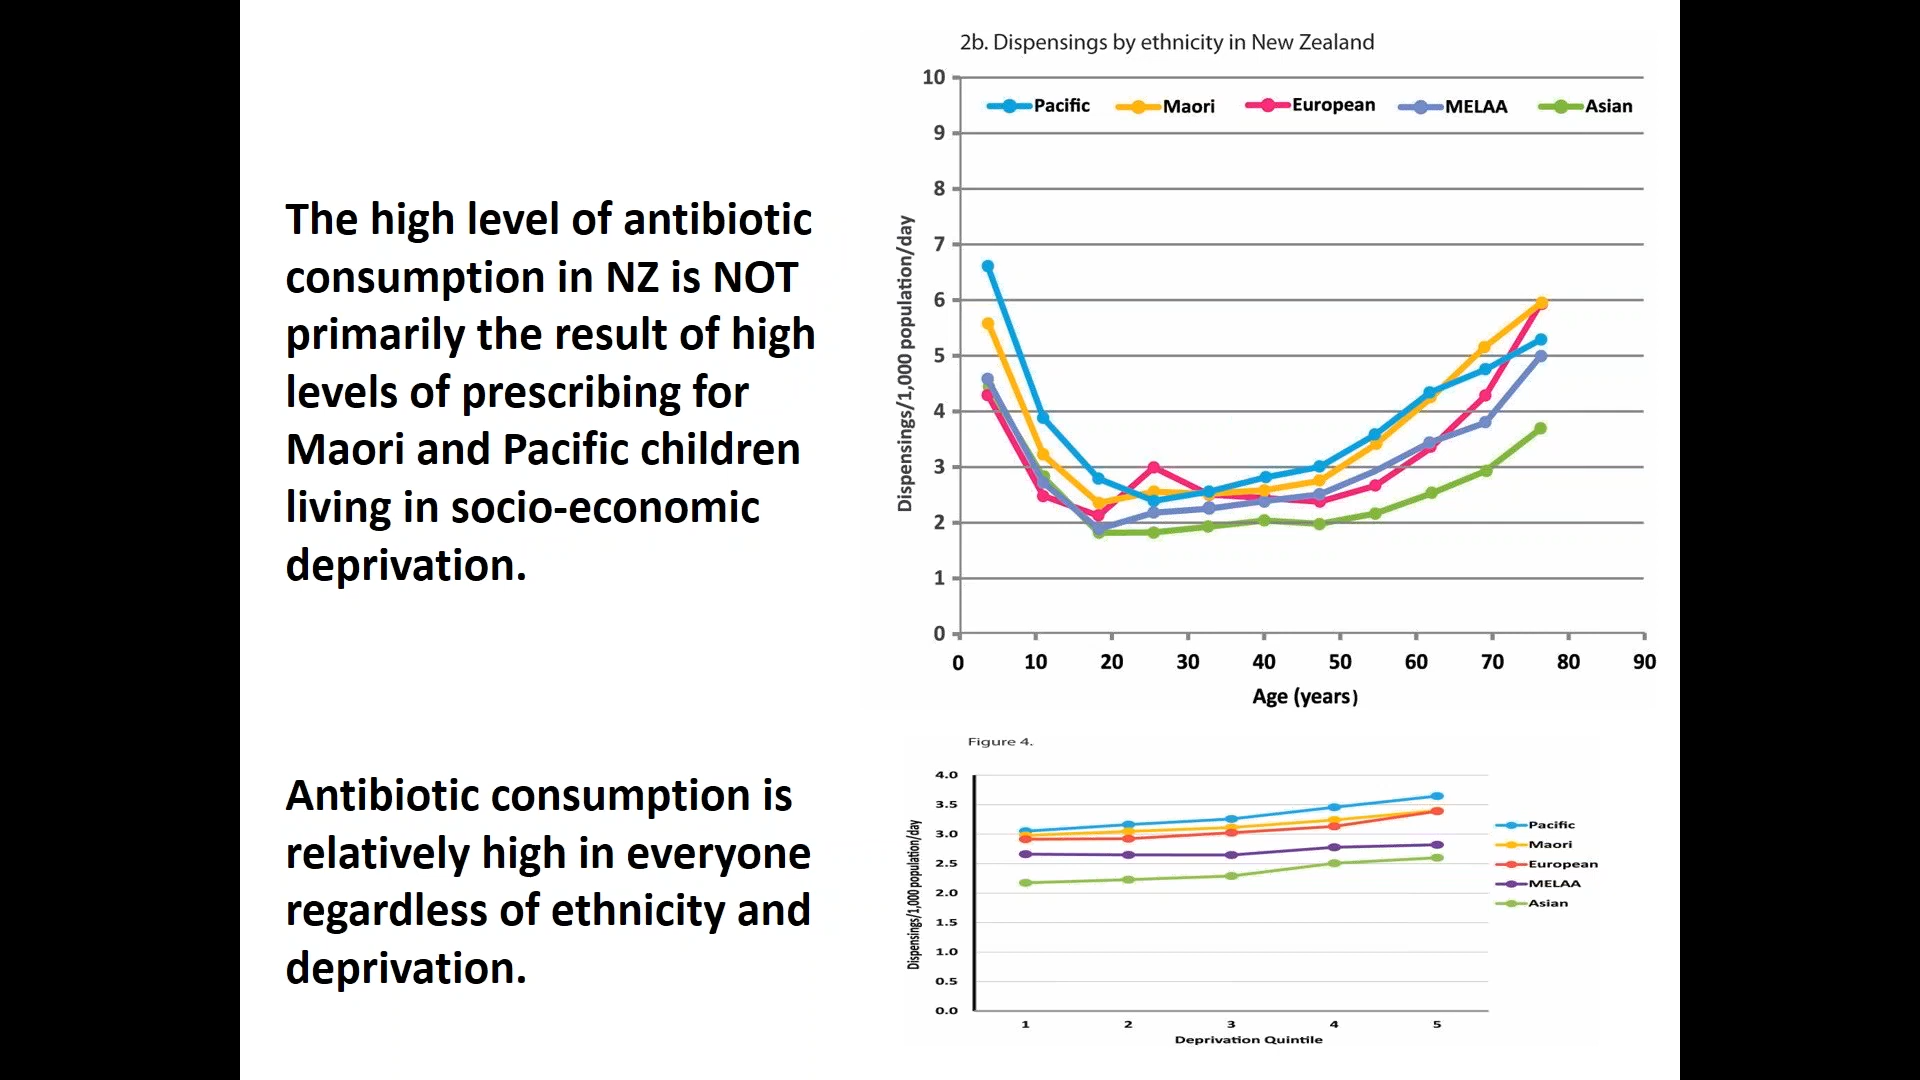 The high level of antibiotic
consumption in NZ is NOT
primarily the result of high
levels of prescribing for
Maori and Pacific children
living in socio-economic
deprivation.
Antibiotic consumption is
relatively high in everyone
regardless of ethnicity and
deprivation.
2b. Dispensings by ethnicity in New Zealand
Pacific Maori European MELAA Asian
Dispensings/1,000 population/day
10
9
8
7
6
5
4
3
2
1
0
0 10 20 30 40 50 60 70 80 90
Age (years)
Figure 4.
Dispensings/1,000 population/day
4.0
3.5
3.0
2.5
2.0
1.5
1.0
0.5
0.0
1 2 3 4 5
Deprivation Quintile
Pacific
Maori
European
MELAA
Asian